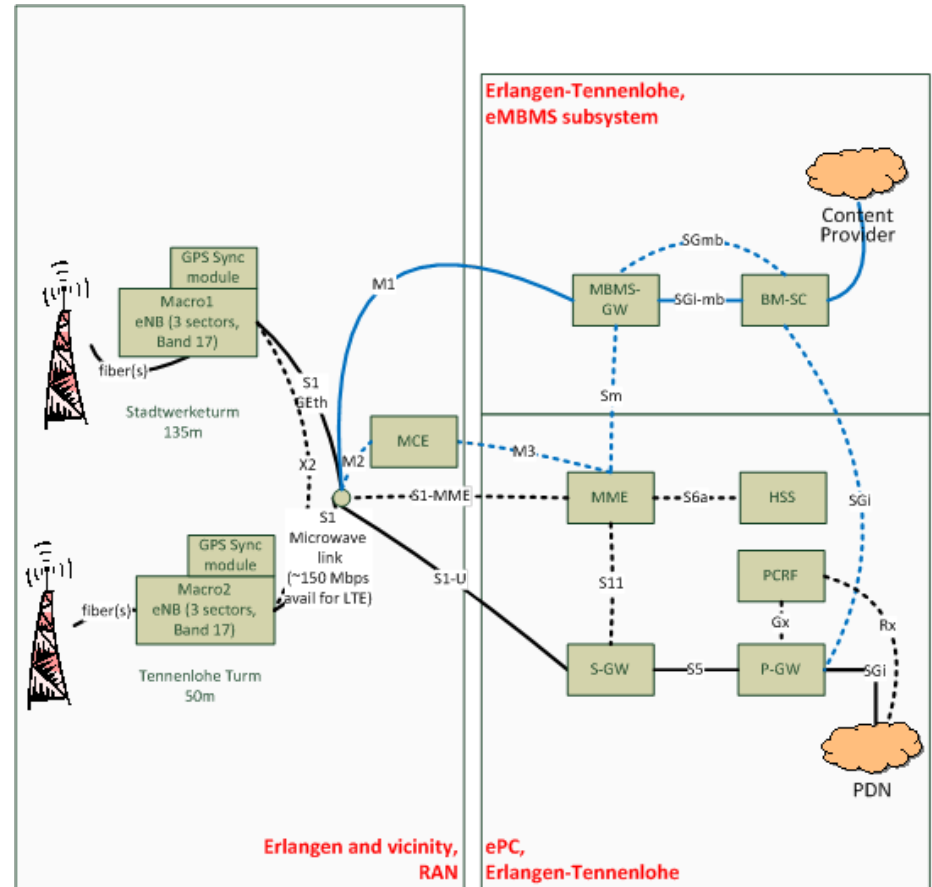 Erlangen-Tennenlohe,
eMBMS subsystem
Content
Provider
SGmb
GPS Sync
module
M1
MBMS-
GW
SGi-mb
BM-SC
Macro1
eNB (3 sectors,
Band 17)
fiber(s)
S1
GEth
Sm
Stadtwerketurm
135m
MCE
M2
M3
X2
S1-MME
MME
S6a
HSS
SGi
S1
Microwave
link
(~150 Mbps
avail for LTE)
GPS Sync
module
Macro2
eNB (3 sectors,
Band 17)
fiber(s)
S1-U
S11
PCRF
Gx
Rx
Tennenlohe Turm
50m
S-GW
S5
P-GW
SGi
PDN
Erlangen and vicinity,
RAN
ePC,
Erlangen-Tennenlohe